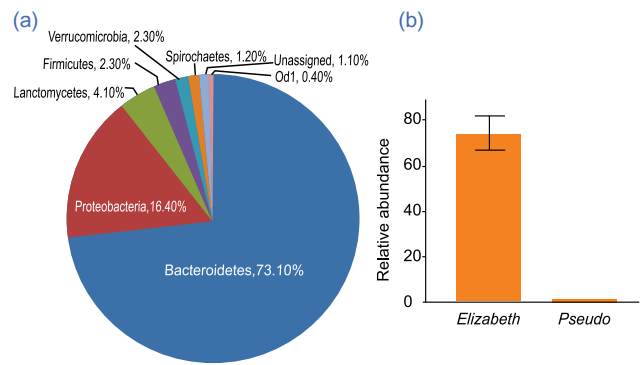 (a)
Verrucomicrobia, 2.30%
Spirochaetes, 1.20%
Firmicutes, 2.30%
Unassigned, 1.10%
Od1, 0.40%
Lanctomycetes, 4.10%
Proteobacteria,16.40%
Bacteroidetes,73.10%
(b)
Relative abundance
80
60
40
20
0
Elizabeth
Pseudo